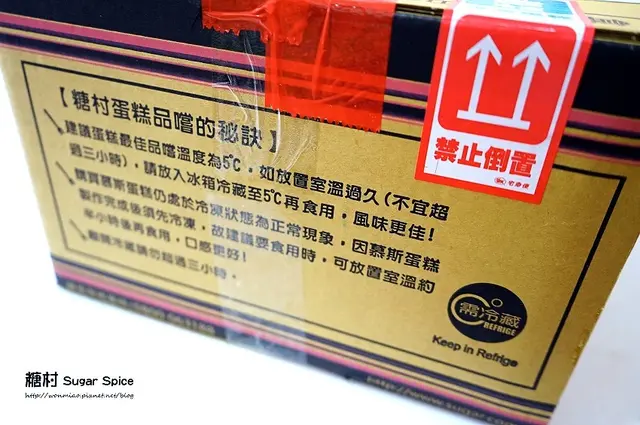 【糖村蛋糕品嚐的秘訣】
建議蛋糕最佳品嚐溫度為5℃，如放置室溫過久(不宜超
過三小時)，請放入冰箱冷藏至5℃再食用，風味更佳!
購買慕斯蛋糕仍處於冷凍狀態為正常現象，因慕斯蛋糕
製作完成後須先冷凍，故建議要食用時，可放置室溫約
半小時後再食用，口感更好!
離開冷藏請勿超過三小時。
禁止倒置
宅急便
需冷藏
REFRIGE
Keep in Refrige
糖村 Sugar Spice
http://wonmiao.pixnet.net/blog